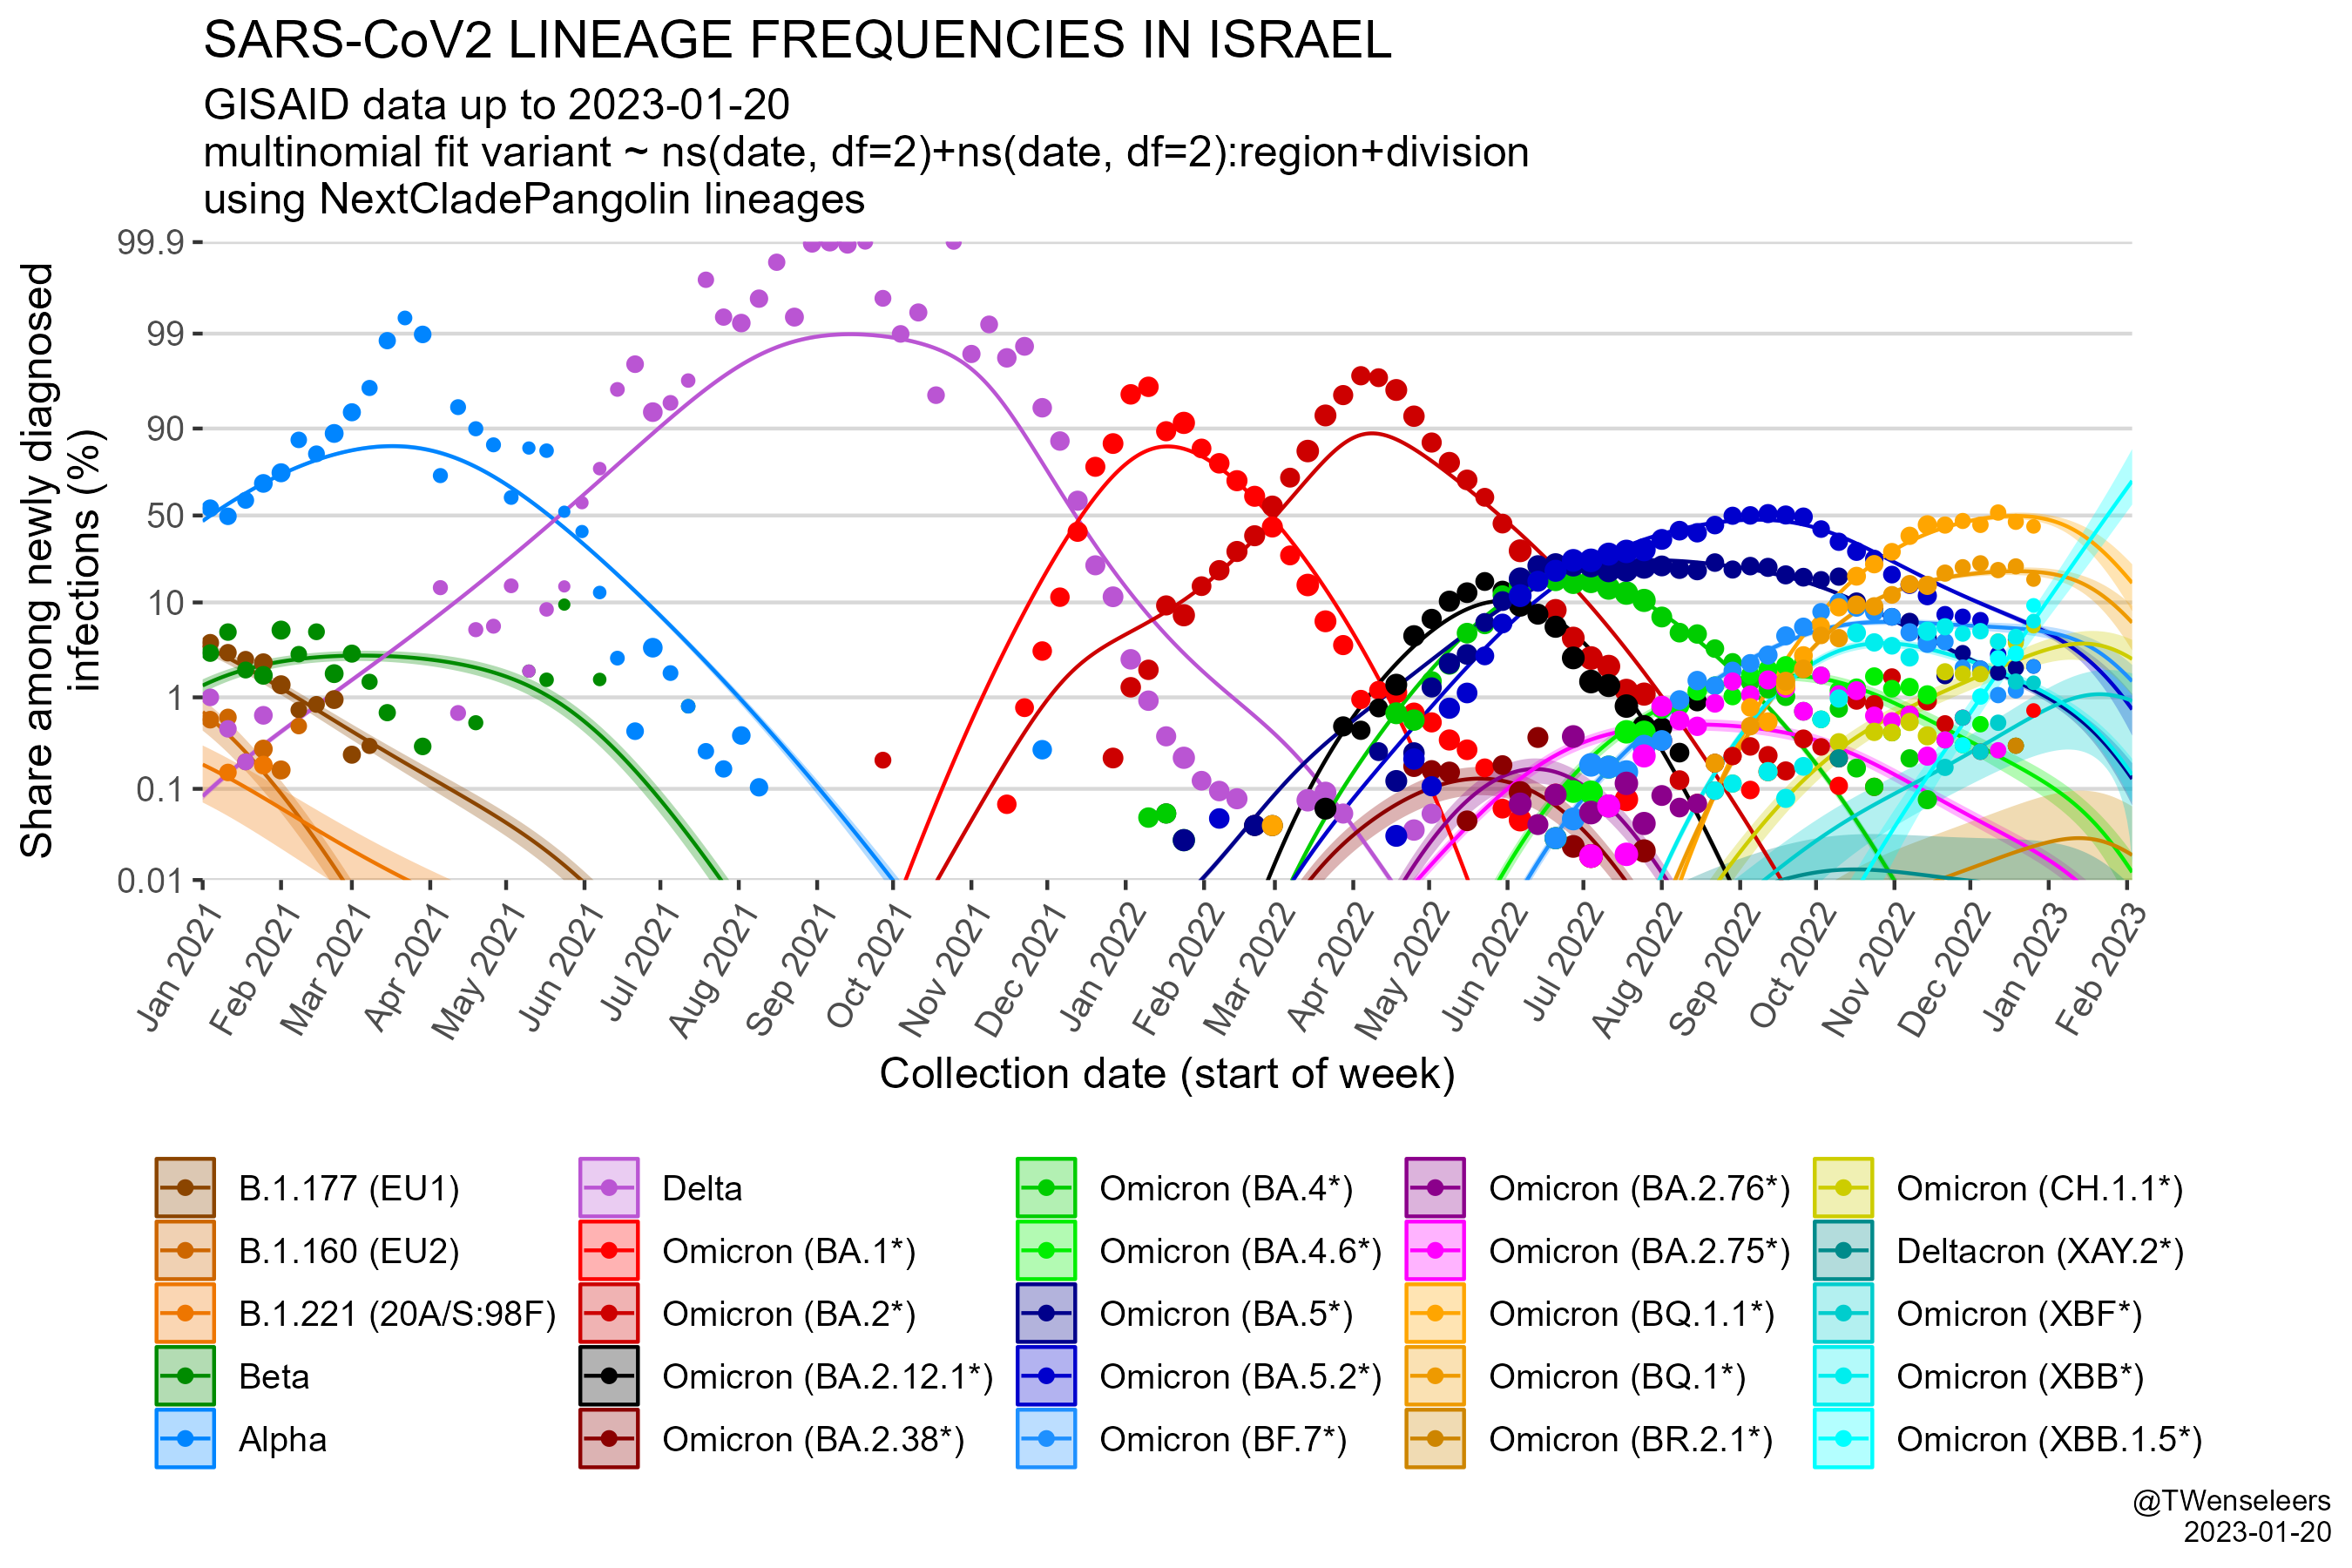 SARS-CoV2 LINEAGE FREQUENCIES IN ISRAEL
GISAID data up to 2023-01-20
multinomial fit variant ~ ns(date, df=2)+ns(date, df=2):region+division
using NextCladePangolin lineages
Share among newly diagnosed
infections (%)
99.9
99
90
50
10
1
0.1
0.01
Jan 2021
Feb 2021
Mar 2021
Apr 2021
May 2021
Jun 2021
Jul 2021
Aug 2021
Sep 2021
Oct 2021
Nov 2021
Dec 2021
Jan 2022
Feb 2022
Mar 2022
Apr 2022
May 2022
Jun 2022
Jul 2022
Aug 2022
Sep 2022
Oct 2022
Nov 2022
Dec 2022
Jan 2023
Feb 2023
Collection date (start of week)
B.1.177 (EU1)
B.1.160 (EU2)
B.1.221 (20A/S:98F)
Beta
Alpha
Delta
Omicron (BA.1*)
Omicron (BA.2*)
Omicron (BA.2.12.1*)
Omicron (BA.2.38*)
Omicron (BA.4*)
Omicron (BA.4.6*)
Omicron (BA.5*)
Omicron (BA.5.2*)
Omicron (BF.7*)
Omicron (BA.2.76*)
Omicron (BA.2.75*)
Omicron (BQ.1.1*)
Omicron (BQ.1*)
Omicron (BR.2.1*)
Omicron (CH.1.1*)
Deltacron (XAY.2*)
Omicron (XBF*)
Omicron (XBB*)
Omicron (XBB.1.5*)
@TWenseleers
2023-01-20